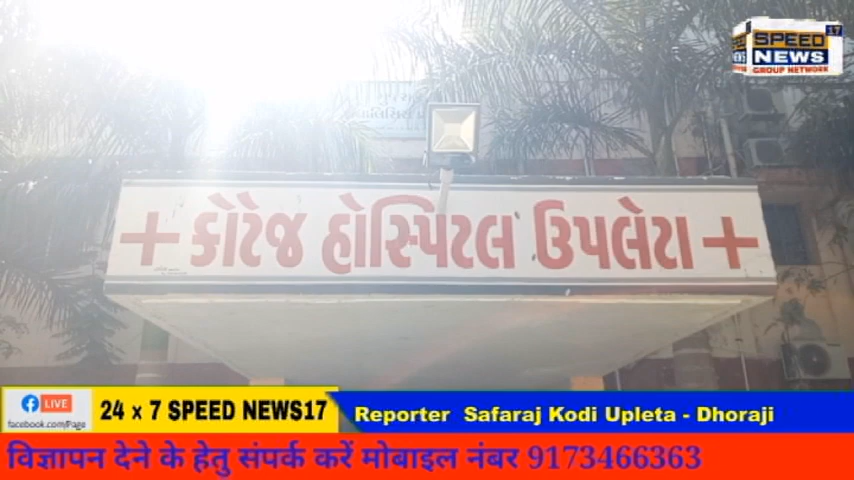 SPEED 17
NEWS
GROUP NETWORK
+ કોટેજ હોસ્પિટલ ઉપલેટા +
LIVE
facebook.com/Page
24 x 7 SPEED NEWS17
Reporter Safaraj Kodi Upleta - Dhoraji
विज्ञापन देने के हेतु संपर्क करें मोबाइल नंबर 9173466363